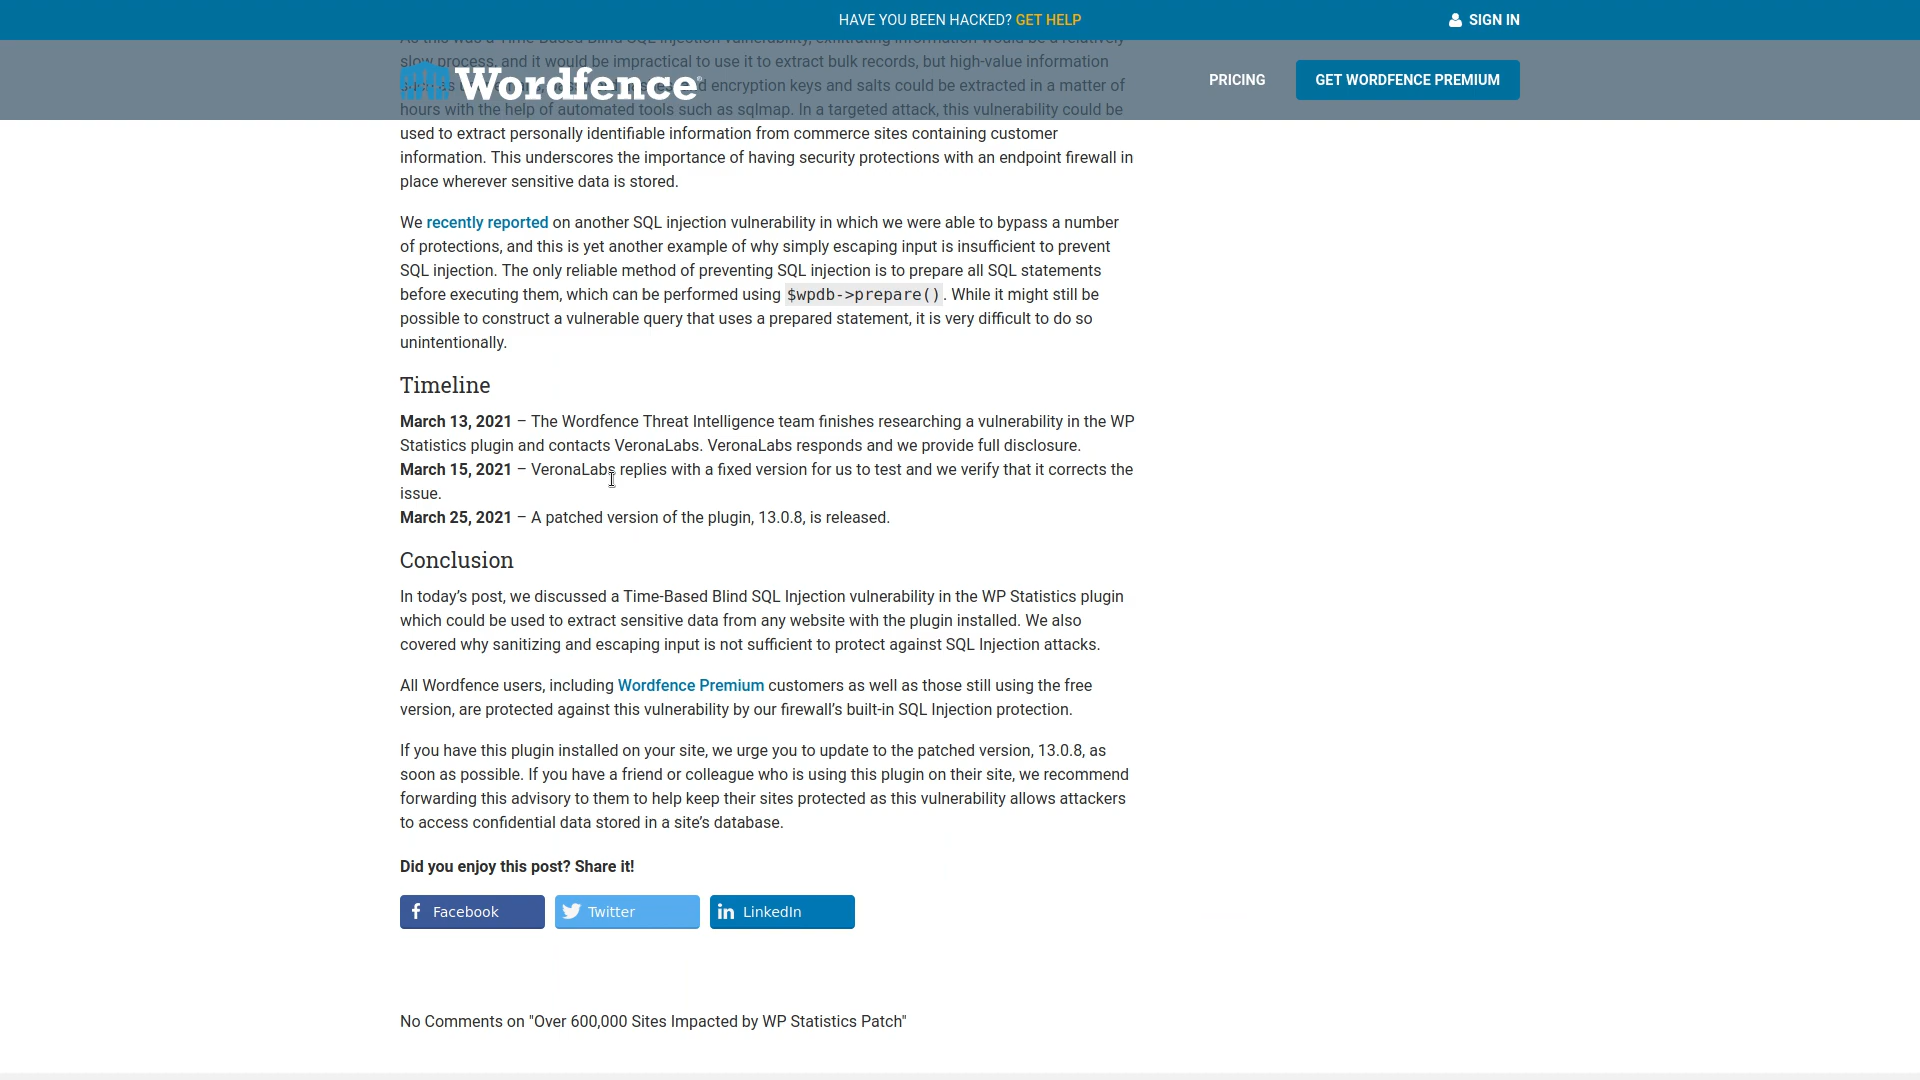 HAVE YOU BEEN HACKED? GET HELP
SIGN IN
As this was a Time-Based Blind SQL Injection vulnerability, exfiltrating information would be a relatively
slow process, and it would be impractical to use it to extract bulk records, but high-value information
Wordfence
PRICING
GET WORDFENCE PREMIUM
encryption keys and salts could be extracted in a matter of
hours with the help of automated tools such as sqlmap. In a targeted attack, this vulnerability could be
used to extract personally identifiable information from commerce sites containing customer
information. This underscores the importance of having security protections with an endpoint firewall in
place wherever sensitive data is stored.
We recently reported on another SQL injection vulnerability in which we were able to bypass a number
of protections, and this is yet another example of why simply escaping input is insufficient to prevent
SQL injection. The only reliable method of preventing SQL injection is to prepare all SQL statements
before executing them, which can be performed using $wpdb->prepare(). While it might still be
possible to construct a vulnerable query that uses a prepared statement, it is very difficult to do so
unintentionally.
Timeline
March 13, 2021 – The Wordfence Threat Intelligence team finishes researching a vulnerability in the WP
Statistics plugin and contacts VeronaLabs. VeronaLabs responds and we provide full disclosure.
March 15, 2021 – VeronaLabs replies with a fixed version for us to test and we verify that it corrects the
issue.
March 25, 2021 – A patched version of the plugin, 13.0.8, is released.
Conclusion
In today’s post, we discussed a Time-Based Blind SQL Injection vulnerability in the WP Statistics plugin
which could be used to extract sensitive data from any website with the plugin installed. We also
covered why sanitizing and escaping input is not sufficient to protect against SQL Injection attacks.
All Wordfence users, including Wordfence Premium customers as well as those still using the free
version, are protected against this vulnerability by our firewall’s built-in SQL Injection protection.
If you have this plugin installed on your site, we urge you to update to the patched version, 13.0.8, as
soon as possible. If you have a friend or colleague who is using this plugin on their site, we recommend
forwarding this advisory to them to help keep their sites protected as this vulnerability allows attackers
to access confidential data stored in a site’s database.
Did you enjoy this post? Share it!
Facebook
Twitter
LinkedIn
No Comments on "Over 600,000 Sites Impacted by WP Statistics Patch"